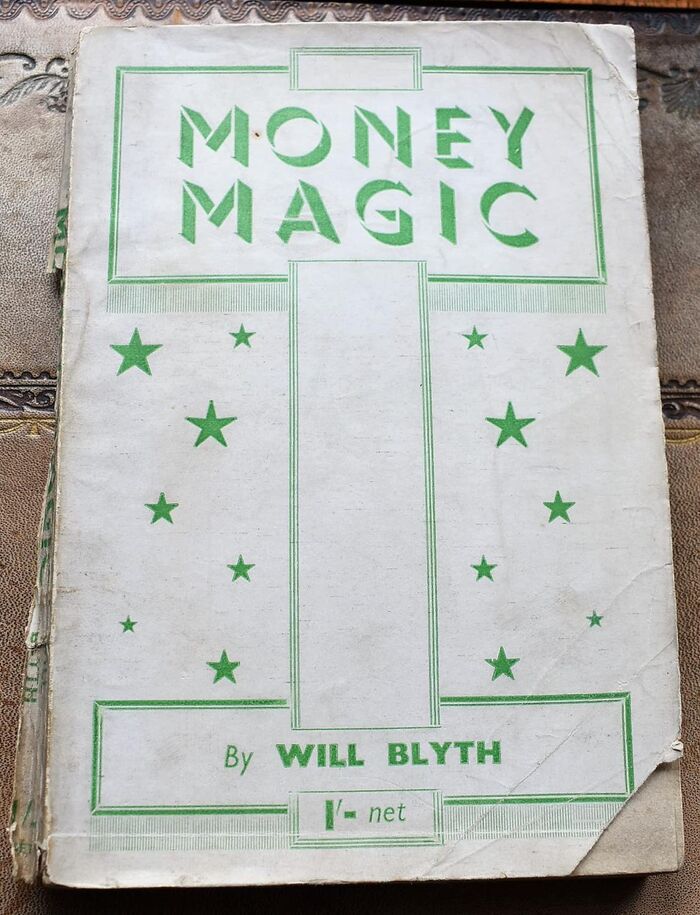 MONEY
MAGIC
By WILL BLYTH
1/- net